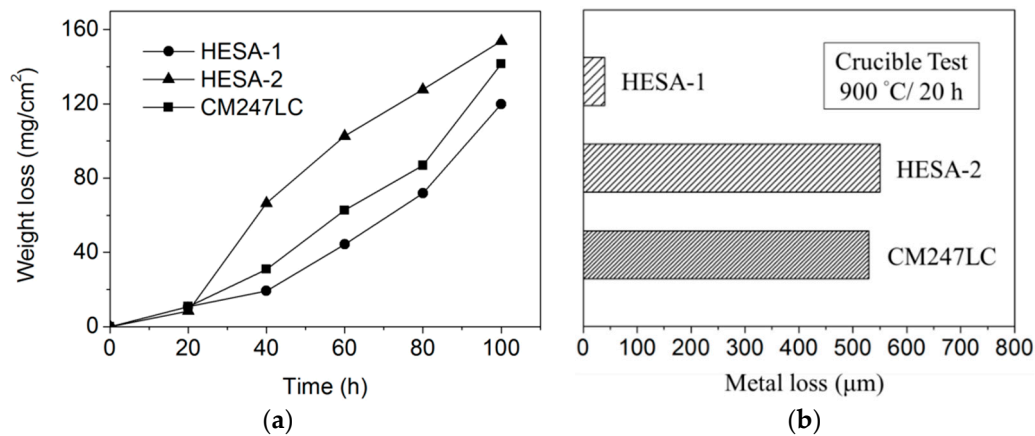 160
120
80
40
0
Weight loss (mg/cm²)
HESA-1
HESA-2
CM247LC
0 20 40 60 80 100
Time (h)
(a)
HESA-1
Crucible Test
900 °C/ 20 h
HESA-2
CM247LC
0 100 200 300 400 500 600 700 800
Metal loss (μm)
(b)